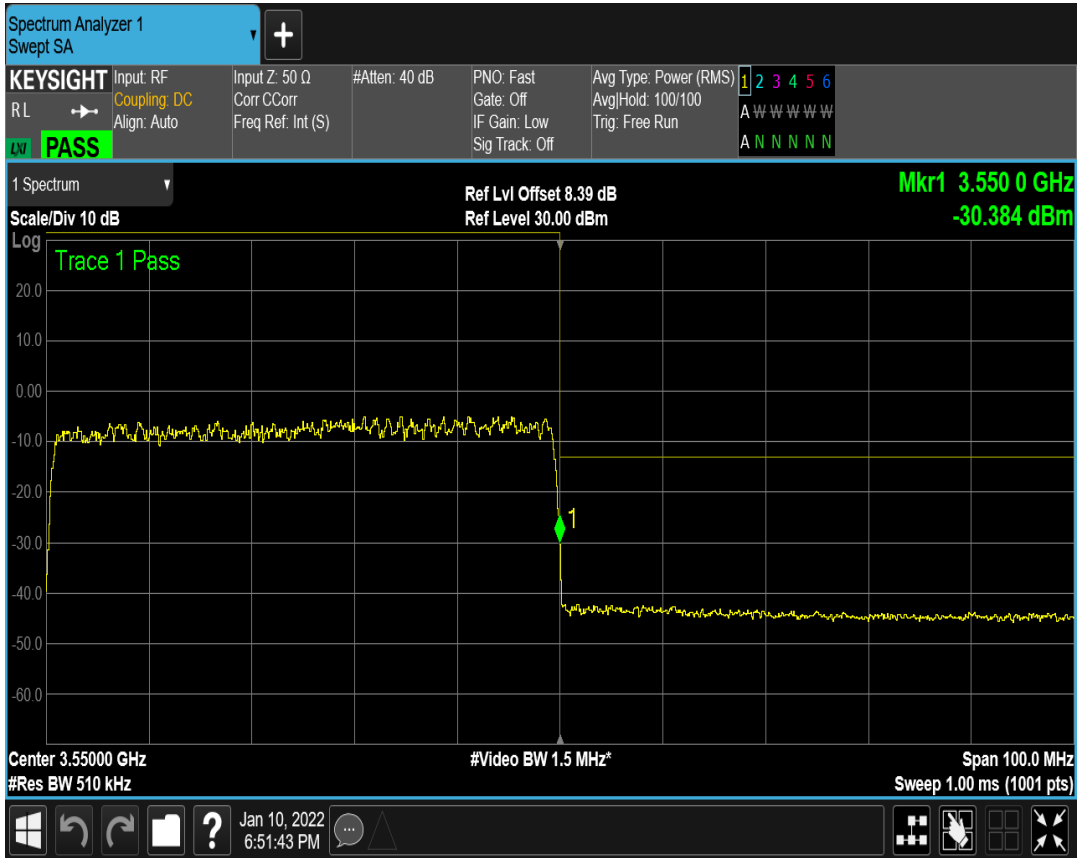 Spectrum Analyzer 1
Swept SA
+
KEYSIGHT
R L
LXI PASS
Input: RF
Coupling: DC
Align: Auto
Input Z: 50 Ω
Corr CCorr
Freq Ref: Int (S)
#Atten: 40 dB
PNO: Fast
Gate: Off
IF Gain: Low
Sig Track: Off
Avg Type: Power (RMS)
Avg|Hold: 100/100
Trig: Free Run
1 2 3 4 5 6
A W W W W W
A N N N N N
1 Spectrum
Scale/Div 10 dB
Ref Lvl Offset 8.39 dB
Ref Level 30.00 dBm
Mkr1 3.550 0 GHz
-30.384 dBm
Log
Trace 1 Pass
20.0
10.0
0.00
-10.0
-20.0
1
-30.0
-40.0
-50.0
-60.0
Center 3.55000 GHz
#Res BW 510 kHz
#Video BW 1.5 MHz*
Span 100.0 MHz
Sweep 1.00 ms (1001 pts)
?
Jan 10, 2022
6:51:43 PM